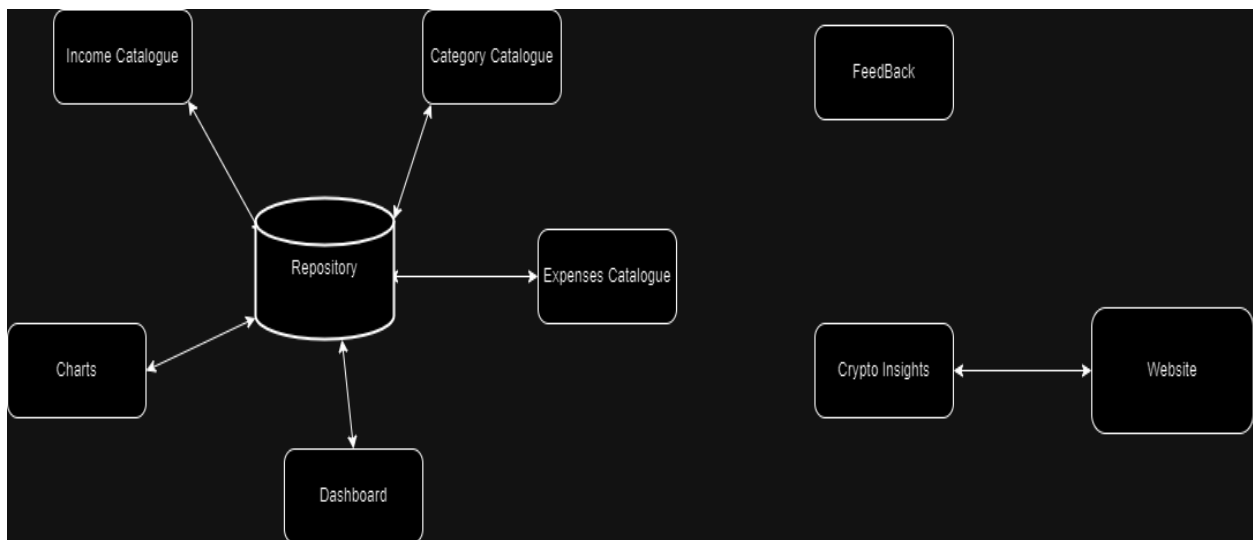 Income Catalogue
Category Catalogue
FeedBack
Repository
Expenses Catalogue
Charts
Crypto Insights
Website
Dashboard